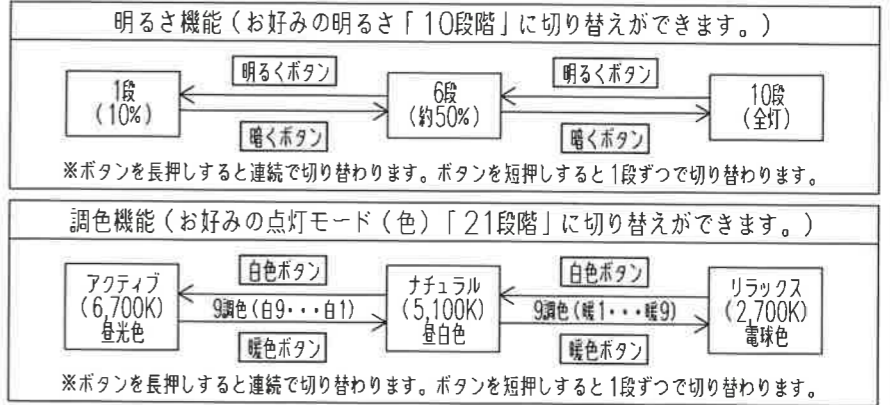 明るさ機能（お好みの明るさ「10段階」に切り替えができます。）
明るくボタン 明るくボタン
1段 6段 10段
（10%） （約50%） （全灯）
暗くボタン 暗くボタン
※ボタンを長押しすると連続で切り替わります。ボタンを短押しすると1段ずつで切り替わります。
調色機能（お好みの点灯モード（色）「21段階」に切り替えができます。）
白色ボタン 白色ボタン
アクティブ ナチュラル リラックス
（6,700K） 9調色（白9・・・白1） （5,100K） 9調色（暖1・・・暖9） （2,700K）
昼光色 昼白色 電球色
暖色ボタン 暖色ボタン
※ボタンを長押しすると連続で切り替わります。ボタンを短押しすると1段ずつで切り替わります。